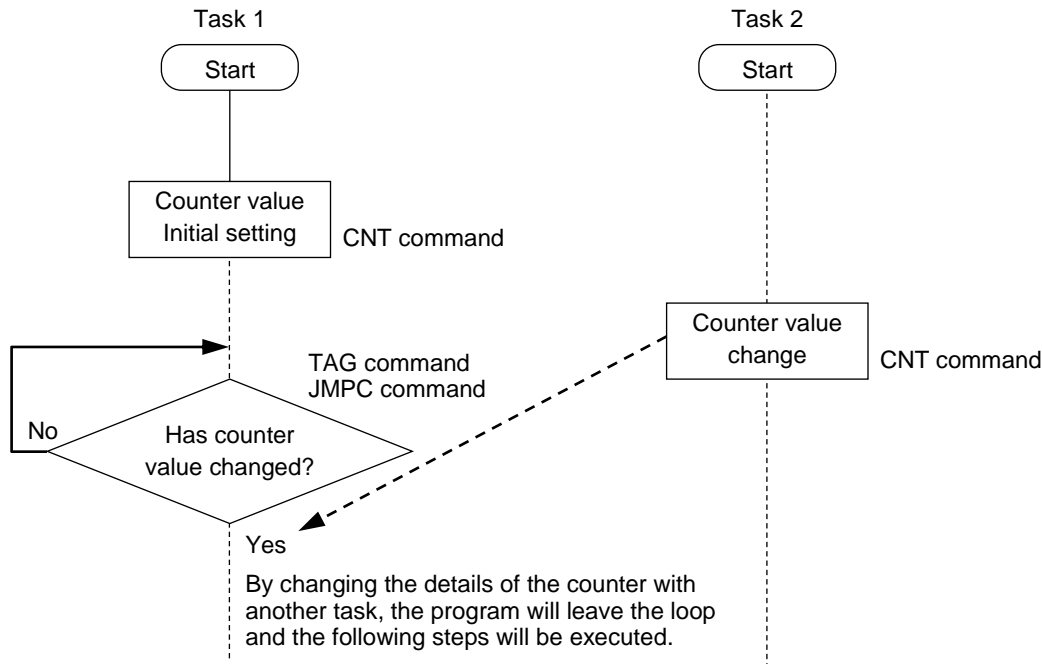 Task 1
Task 2
Start
Start
Counter value
Initial setting
CNT command
Counter value
change
CNT command
TAG command
JMPC command
No
Has counter
value changed?
Yes
By changing the details of the counter with
another task, the program will leave the loop
and the following steps will be executed.